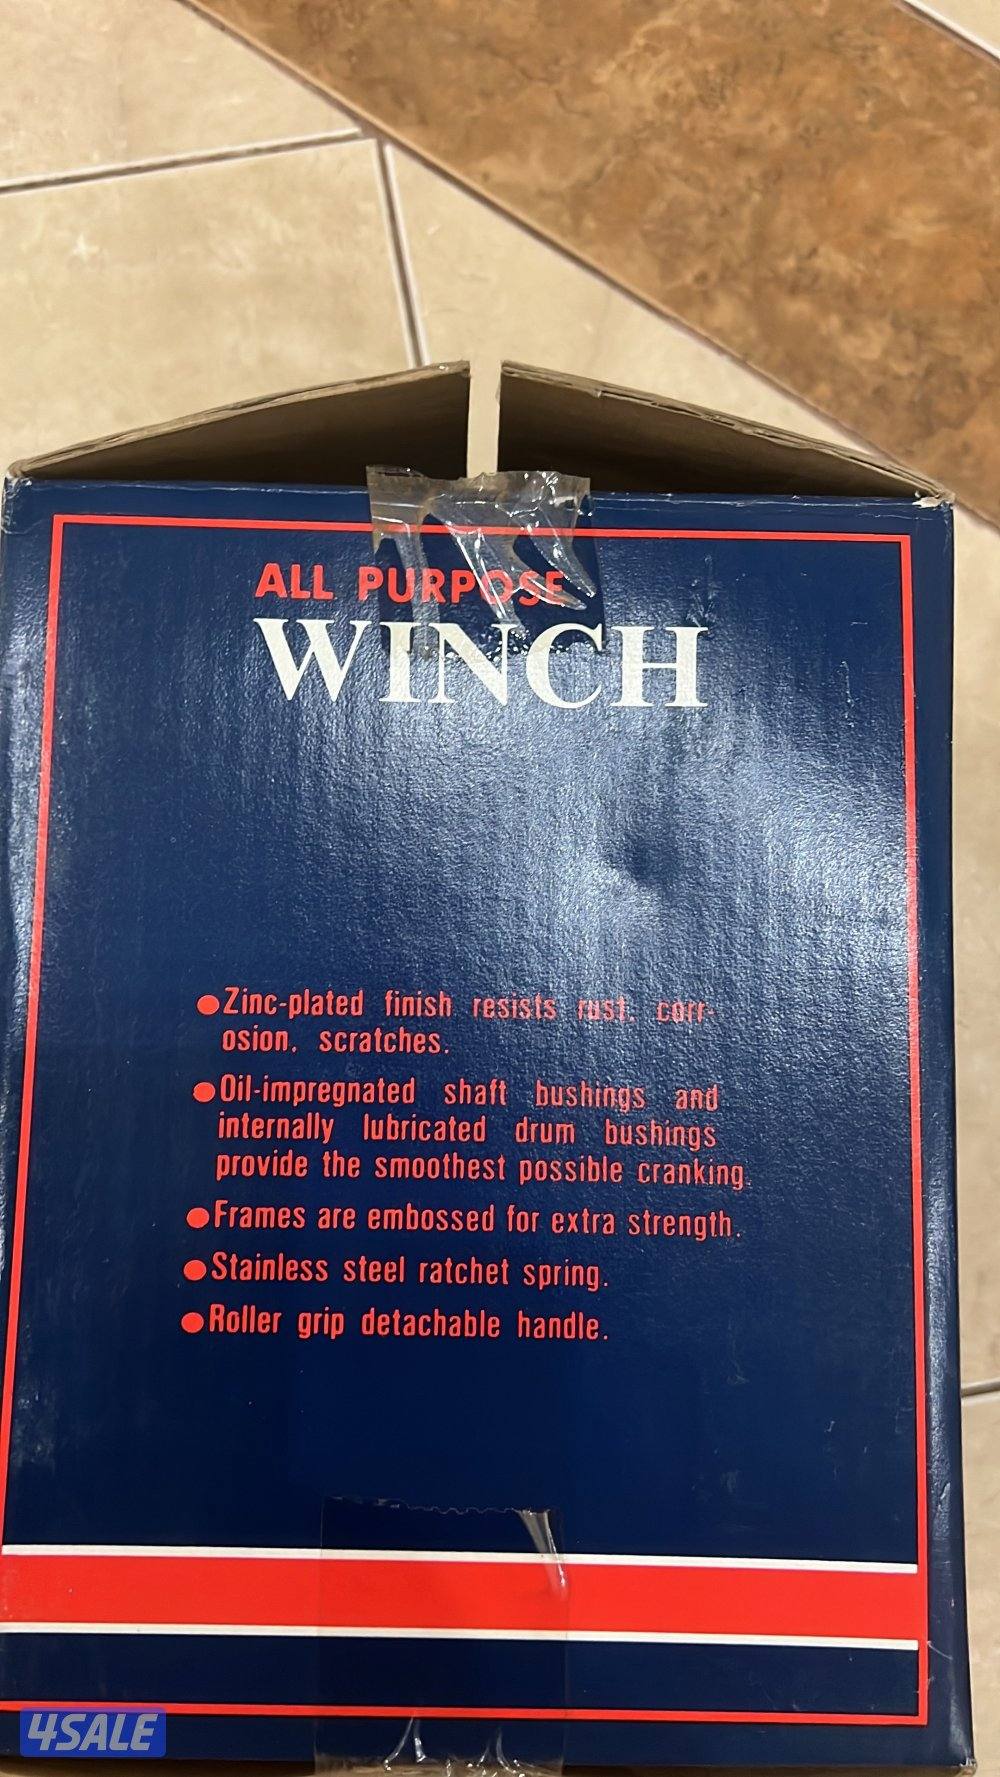 ALL PURPOSE
WINCH
●Zinc-plated finish resists rust, corr-
osion, scratches.
●Oil-impregnated shaft bushings and
internally lubricated drum bushings
provide the smoothest possible cranking.
●Frames are embossed for extra strength.
●Stainless steel ratchet spring.
●Roller grip detachable handle.
4SALE